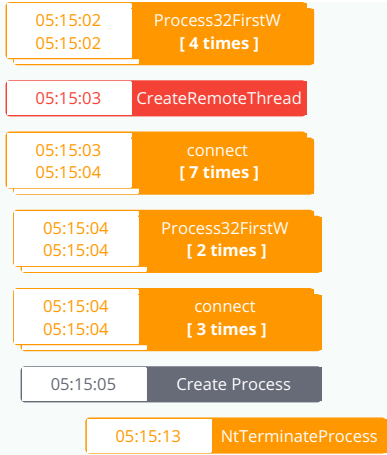 05:15:02 Process32FirstW
05:15:02 [ 4 times ]
05:15:03 CreateRemoteThread
05:15:03 connect
05:15:04 [ 7 times ]
05:15:04 Process32FirstW
05:15:04 [ 2 times ]
05:15:04 connect
05:15:04 [ 3 times ]
05:15:05 Create Process
05:15:13 NtTerminateProcess